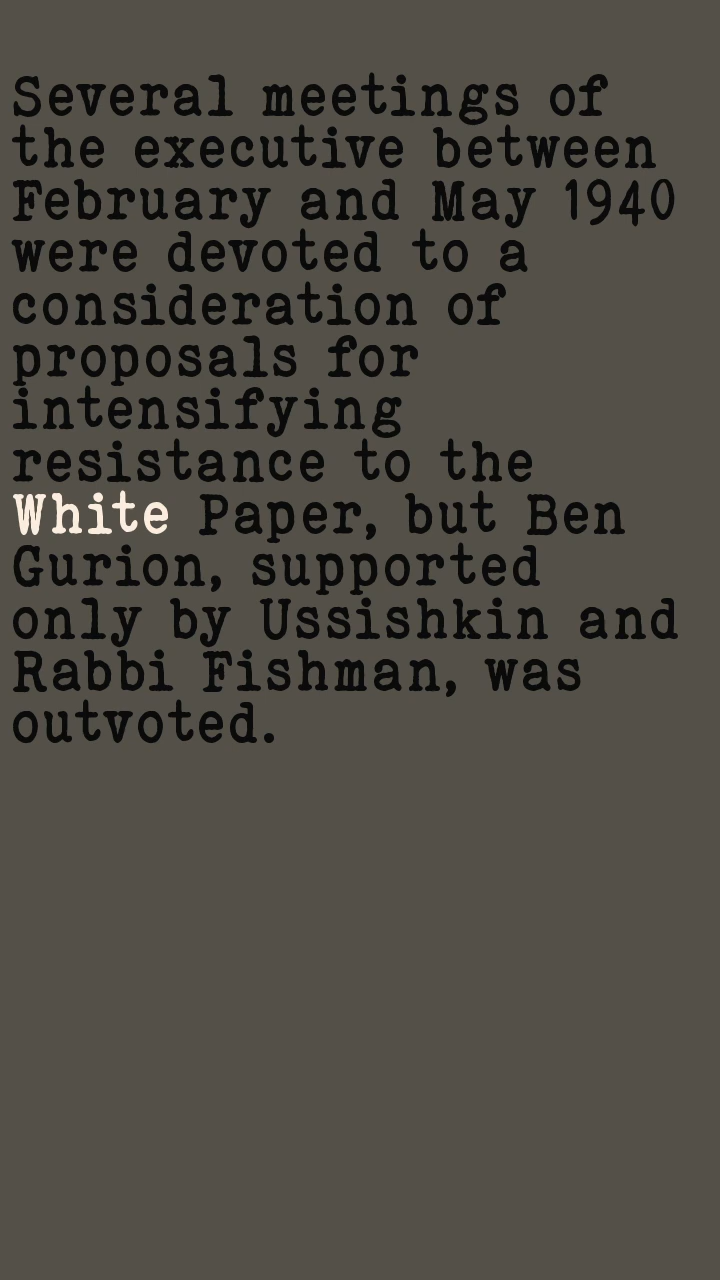 Several meetings of
the executive between
February and May 1940
were devoted to a
consideration of
proposals for
intensifying
resistance to the
White Paper, but Ben
Gurion, supported
only by Ussishkin and
Rabbi Fishman, was
outvoted.